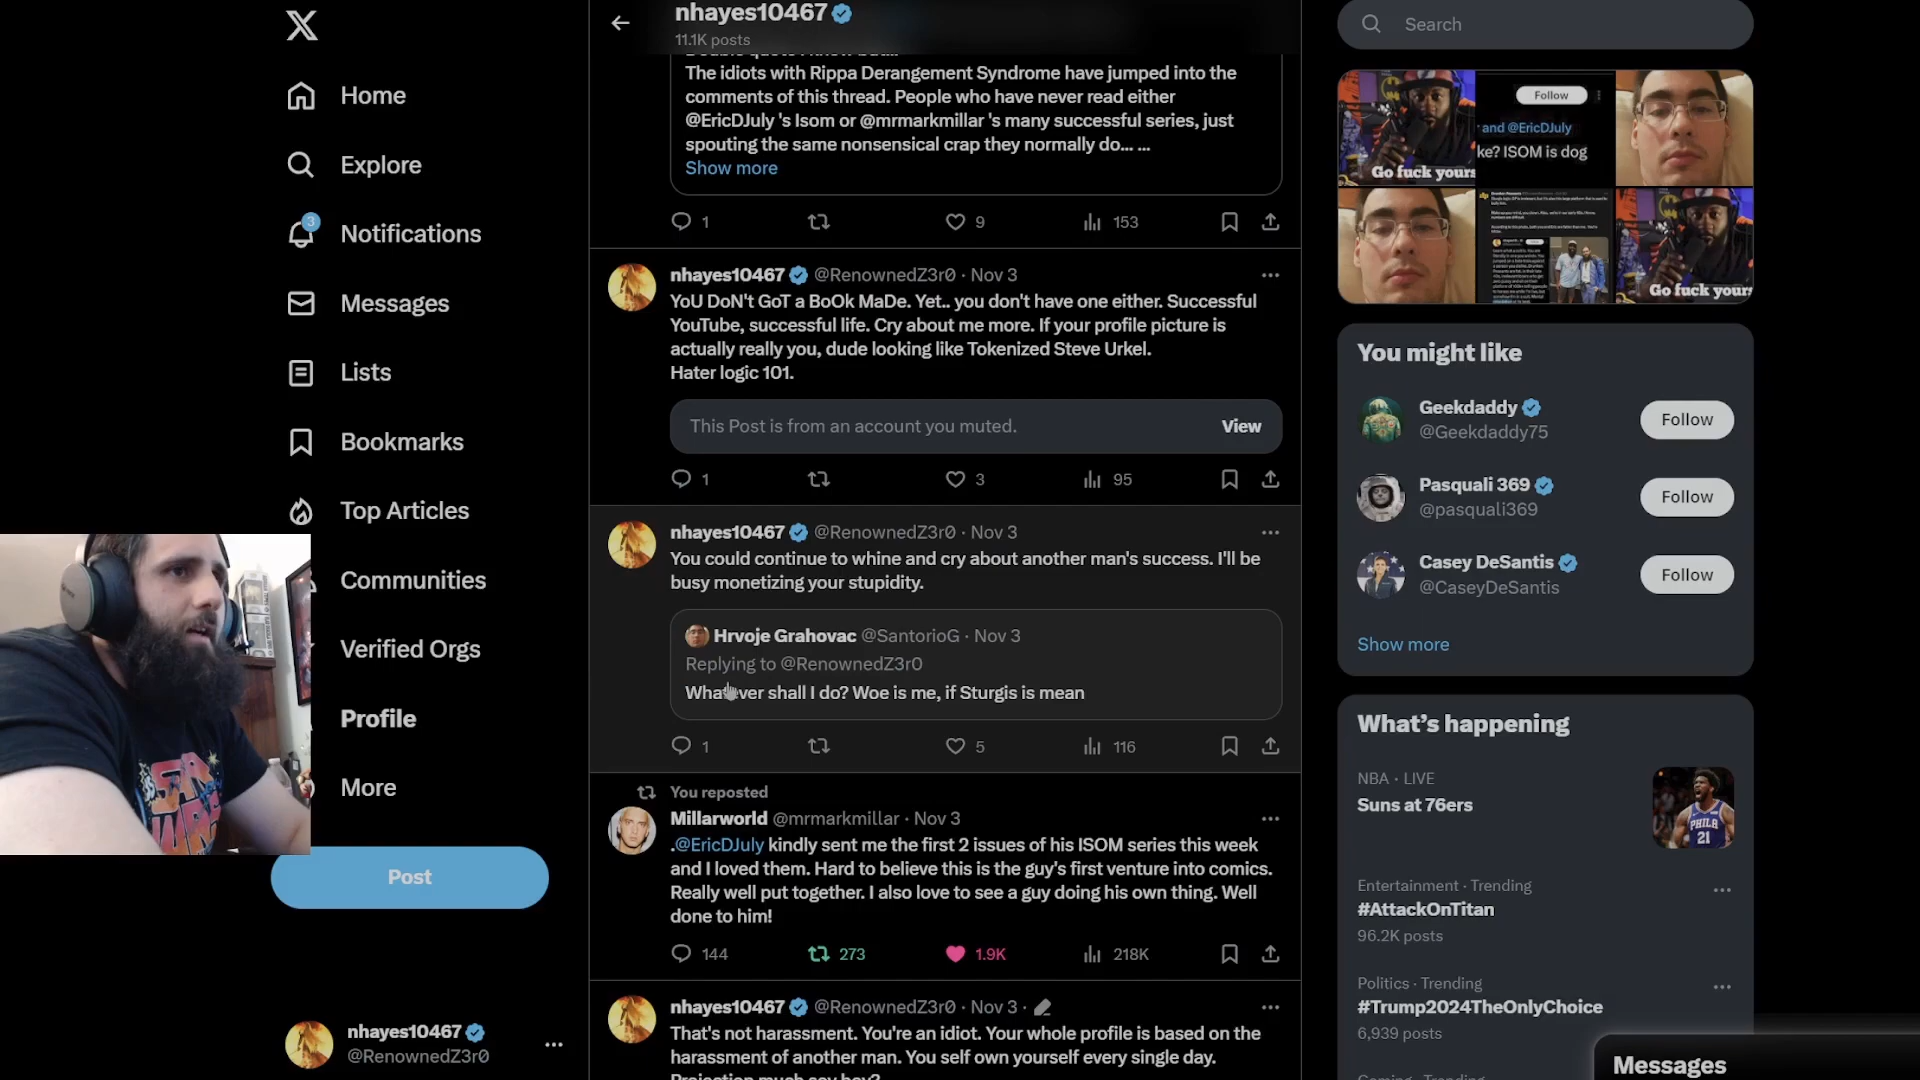 nhayes10467
11.1K posts
The idiots with Rippa Derangement Syndrome have jumped into the
comments of this thread. People who have never read either
@EricDJuly 's Isom or @mrmarkmillar 's many successful series, just
spouting the same nonsensical crap they normally do... ...
Show more
1
9
153
nhayes10467 @RenownedZ3r0 · Nov 3
YoU DoN't GoT a BoOk MaDe. Yet.. you don't have one either. Successful
YouTube, successful life. Cry about me more. If your profile picture is
actually really you, dude looking like Tokenized Steve Urkel.
Hater logic 101.
This Post is from an account you muted.
View
1
3
95
nhayes10467 @RenownedZ3r0 · Nov 3
You could continue to whine and cry about another man's success. I'll be
busy monetizing your stupidity.
Hrvoje Grahovac @SantorioG · Nov 3
Replying to @RenownedZ3r0
Whatever shall I do? Woe is me, if Sturgis is mean
1
5
116
You reposted
Millarworld @mrmarkmillar · Nov 3
.@EricDJuly kindly sent me the first 2 issues of his ISOM series this week
and I loved them. Hard to believe this is the guy's first venture into comics.
Really well put together. I also love to see a guy doing his own thing. Well
done to him!
144
273
1.9K
218K
nhayes10467 @RenownedZ3r0 · Nov 3 ·
That's not harassment. You're an idiot. Your whole profile is based on the
harassment of another man. You self own yourself every single day.
Home
Explore
3
Notifications
Messages
Lists
Bookmarks
Top Articles
Communities
Verified Orgs
Profile
More
Post
nhayes10467
@RenownedZ3r0
Search
Go fuck yours
Follow
and @EricDJuly
ke? ISOM is dog
Go fuck yours
You might like
Geekdaddy
@Geekdaddy75
Follow
Pasquali 369
@pasquali369
Follow
Casey DeSantis
@CaseyDeSantis
Follow
Show more
What's happening
NBA · LIVE
Suns at 76ers
PHILA
21
Entertainment · Trending
#AttackOnTitan
96.2K posts
Politics · Trending
#Trump2024TheOnlyChoice
6,939 posts
Messages